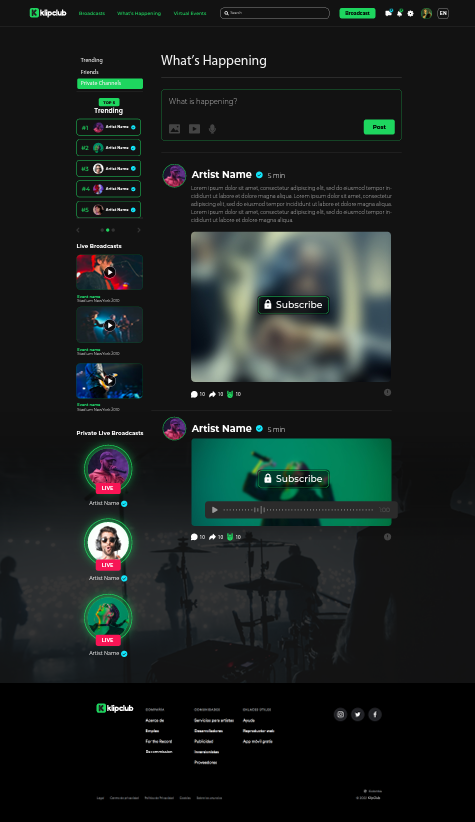 klipclub
Broadcasts
What's Happening
Virtual Events
Search
Broadcast
EN
Trending
Friends
Private Channels
TOP 5
Trending
#1 Artist Name
#2 Artist Name
#3 Artist Name
#4 Artist Name
#5 Artist Name
Live Broadcasts
Event name
Stadium NewYork 2010
Event name
Stadium NewYork 2010
Event name
Stadium NewYork 2010
Private Live Broadcasts
LIVE
Artist Name
LIVE
Artist Name
LIVE
Artist Name
What's Happening
What is happening?
Post
Artist Name 5 min
Lorem ipsum dolor sit amet, consectetur adipiscing elit, sed do eiusmod tempor in-
cididunt ut labore et dolore magna aliqua. Lorem ipsum dolor sit amet, consectetur
adipiscing elit, sed do eiusmod tempor incididunt ut labore et dolore magna aliqua.
Lorem ipsum dolor sit amet, consectetur adipiscing elit, sed do eiusmod tempor in-
cididunt ut labore et dolore magna aliqua.
Subscribe
10 10 10
Artist Name 5 min
Subscribe
1:00
10 10 10
klipclub
COMPAÑÍA
Acerca de
Empleo
For the Record
COMUNIDADES
Servicios para artistas
Desarrolladores
Publicidad
Inversionistas
Proveedores
ENLACES ÚTILES
Ayuda
Reproductor web
App móvil gratis
Legal
Centro de privacidad
Política de Privacidad
Cookies
Sobre los anuncios
Colombia
© 2021 KlipClub